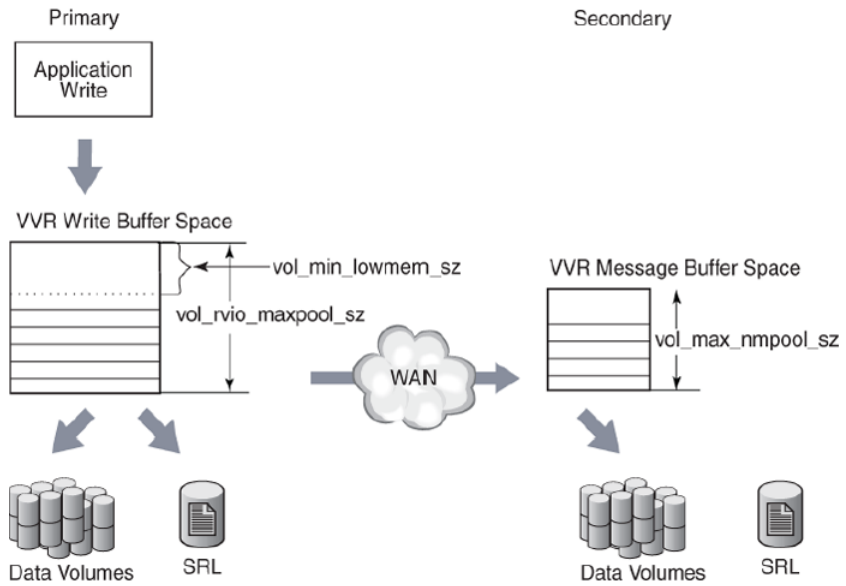 Primary
Secondary
Application
Write
VVR Write Buffer Space
vol_min_lowmem_sz
VVR Message Buffer Space
vol_rvio_maxpool_sz
vol_max_nmpool_sz
WAN
Data Volumes
SRL
Data Volumes
SRL